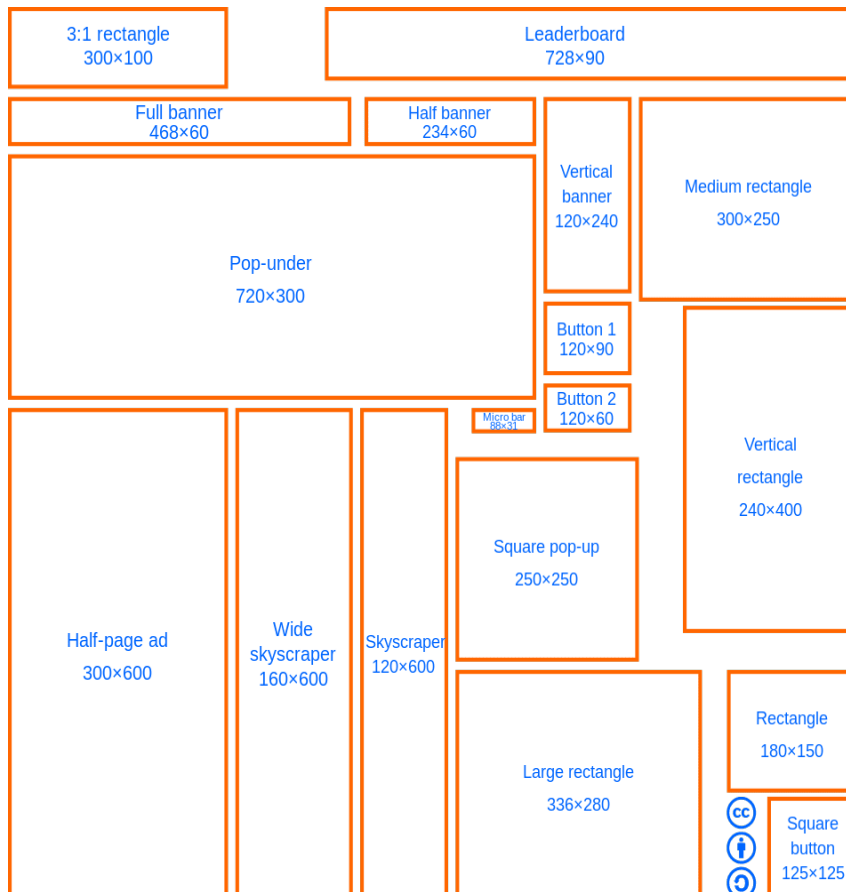 3:1 rectangle
300×100
Leaderboard
728×90
Full banner
468×60
Half banner
234×60
Vertical
banner
120×240
Medium rectangle
300×250
Pop-under
720×300
Button 1
120×90
Button 2
120×60
Micro bar
88×31
Vertical
rectangle
240×400
Square pop-up
250×250
Half-page ad
300×600
Wide
skyscraper
160×600
Skyscraper
120×600
Large rectangle
336×280
Rectangle
180×150
cc
Square
button
125×125